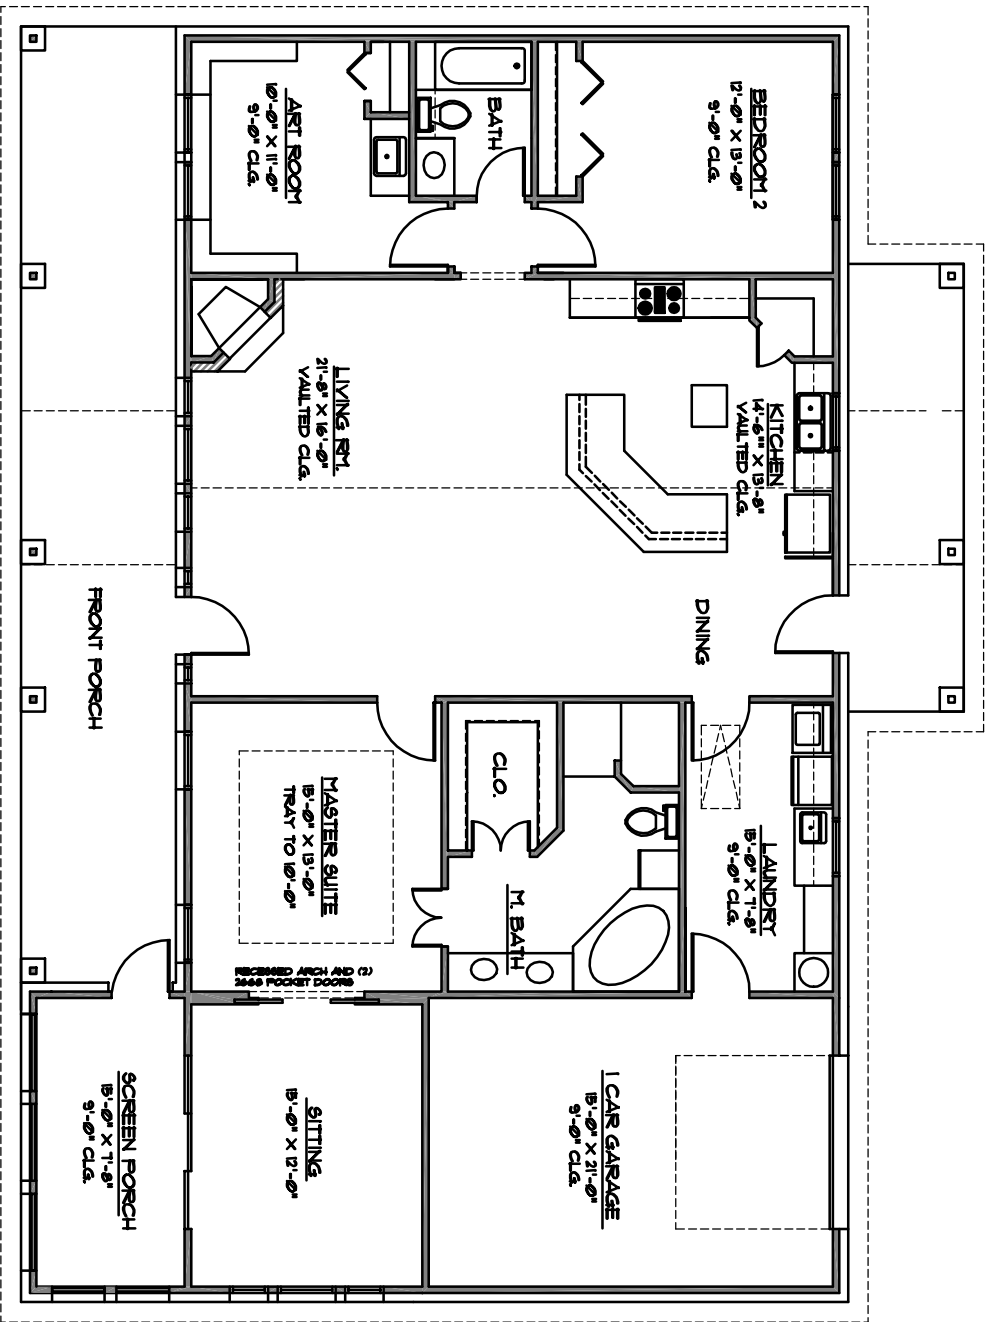 BEDROOM 2
12'-0" X 13'-0"
9'-0" CLG.
BATH
ART ROOM
10'-0" X 11'-0"
9'-0" CLG.
KITCHEN
14'-6"" X 13'-8"
VAULTED CLG.
LIVING RM.
21'-8" X 16'-0"
VAULTED CLG.
DINING
FRONT PORCH
LAUNDRY
15'-0" X 7'-8"
9'-0" CLG.
CLO.
M. BATH
MASTER SUITE
15'-0" X 13'-0"
TRAY TO 10'-0"
RECESSED ARCH AND (2)
2668 POCKET DOORS
1 CAR GARAGE
15'-0" X 21'-0"
9'-0" CLG.
SITTING
15'-0" X 12'-0"
SCREEN PORCH
15'-0" X 7'-8"
9'-0" CLG.